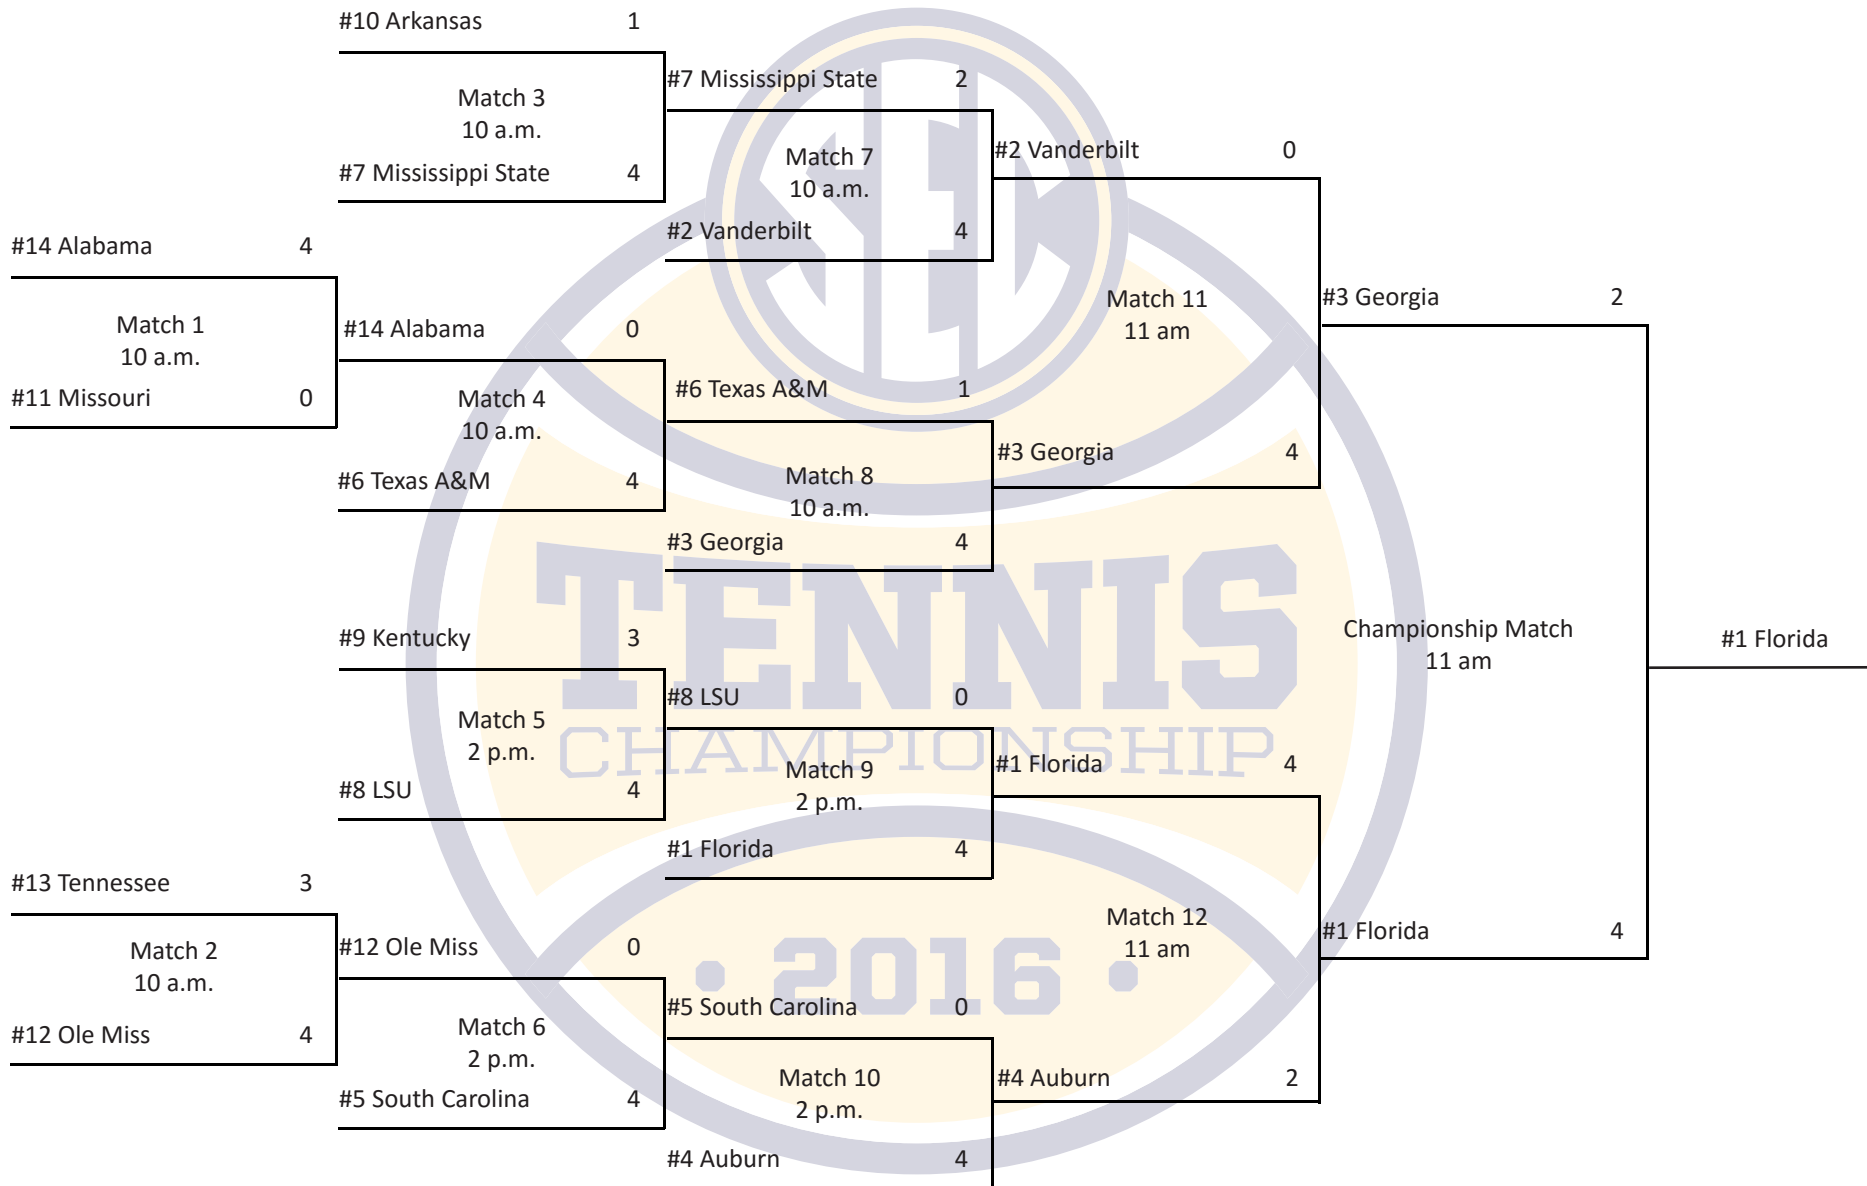 #10 Arkansas 1
Match 3
10 a.m.
#7 Mississippi State 4
#14 Alabama 4
Match 1
10 a.m.
#11 Missouri 0
#14 Alabama 0
Match 4
10 a.m.
#6 Texas A&M 4
#9 Kentucky 3
Match 5
2 p.m.
#8 LSU 4
#13 Tennessee 3
Match 2
10 a.m.
#12 Ole Miss 4
#12 Ole Miss 0
Match 6
2 p.m.
#5 South Carolina 4
#7 Mississippi State 2
Match 7
10 a.m.
#2 Vanderbilt 4
#6 Texas A&M 1
Match 8
10 a.m.
#3 Georgia 4
#8 LSU 0
Match 9
2 p.m.
#1 Florida 4
#5 South Carolina 0
Match 10
2 p.m.
#4 Auburn 4
#2 Vanderbilt 0
Match 11
11 am
#3 Georgia 4
#1 Florida 4
Match 12
11 am
#4 Auburn 2
#3 Georgia 2
Championship Match
11 am
#1 Florida 4
#1 Florida
SEC
TENNIS
CHAMPIONSHIP
• 2016 •